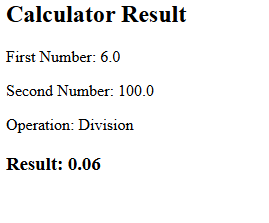 Calculator Result
First Number: 6.0
Second Number: 100.0
Operation: Division
Result: 0.06